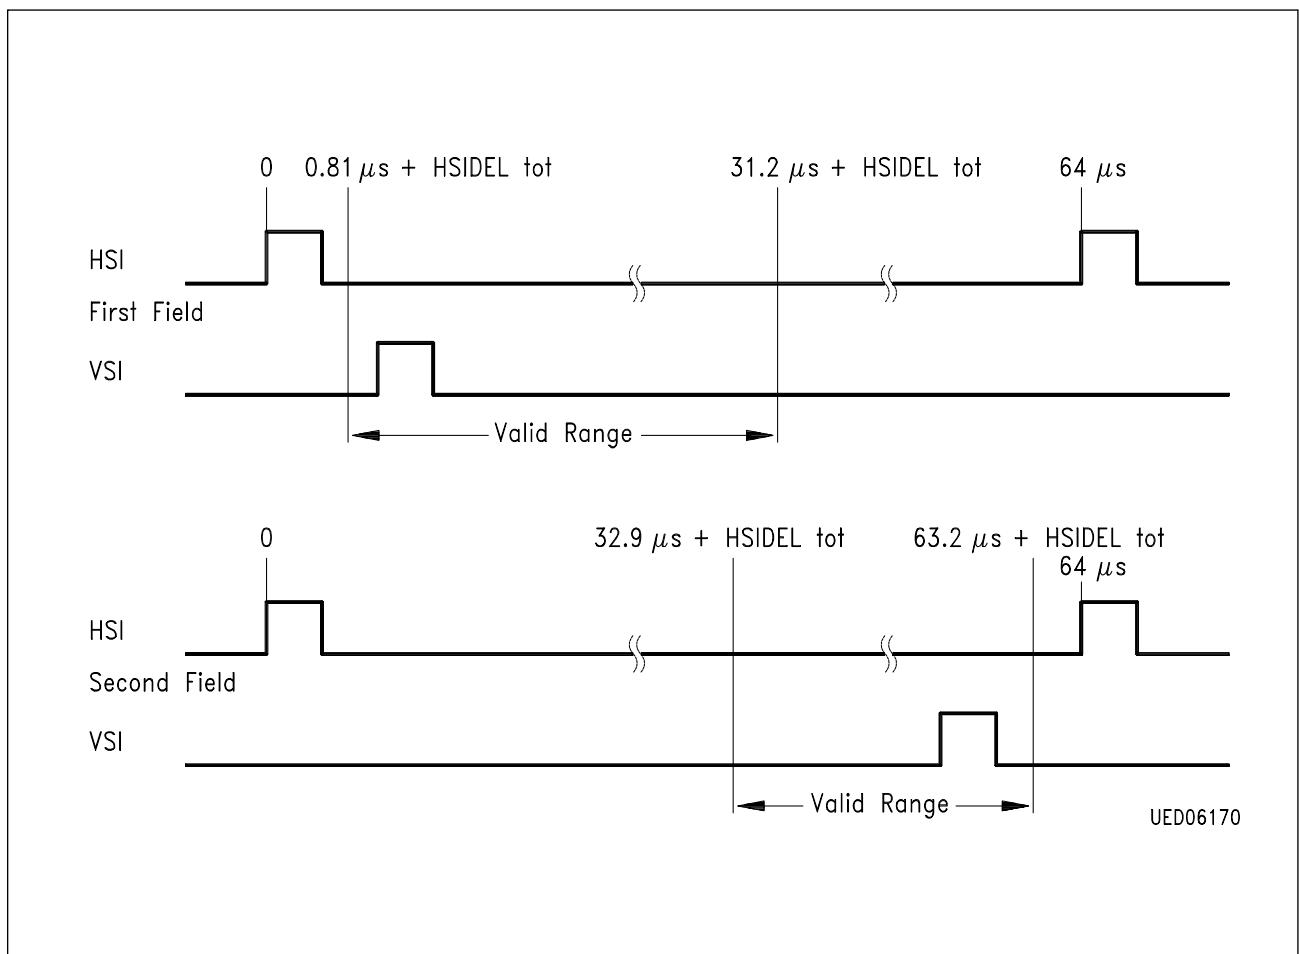 0 0.81 μs + HSIDEL tot 31.2 μs + HSIDEL tot 64 μs
HSI
First Field
VSI
Valid Range
0 32.9 μs + HSIDEL tot 63.2 μs + HSIDEL tot
64 μs
HSI
Second Field
VSI
Valid Range
UED06170